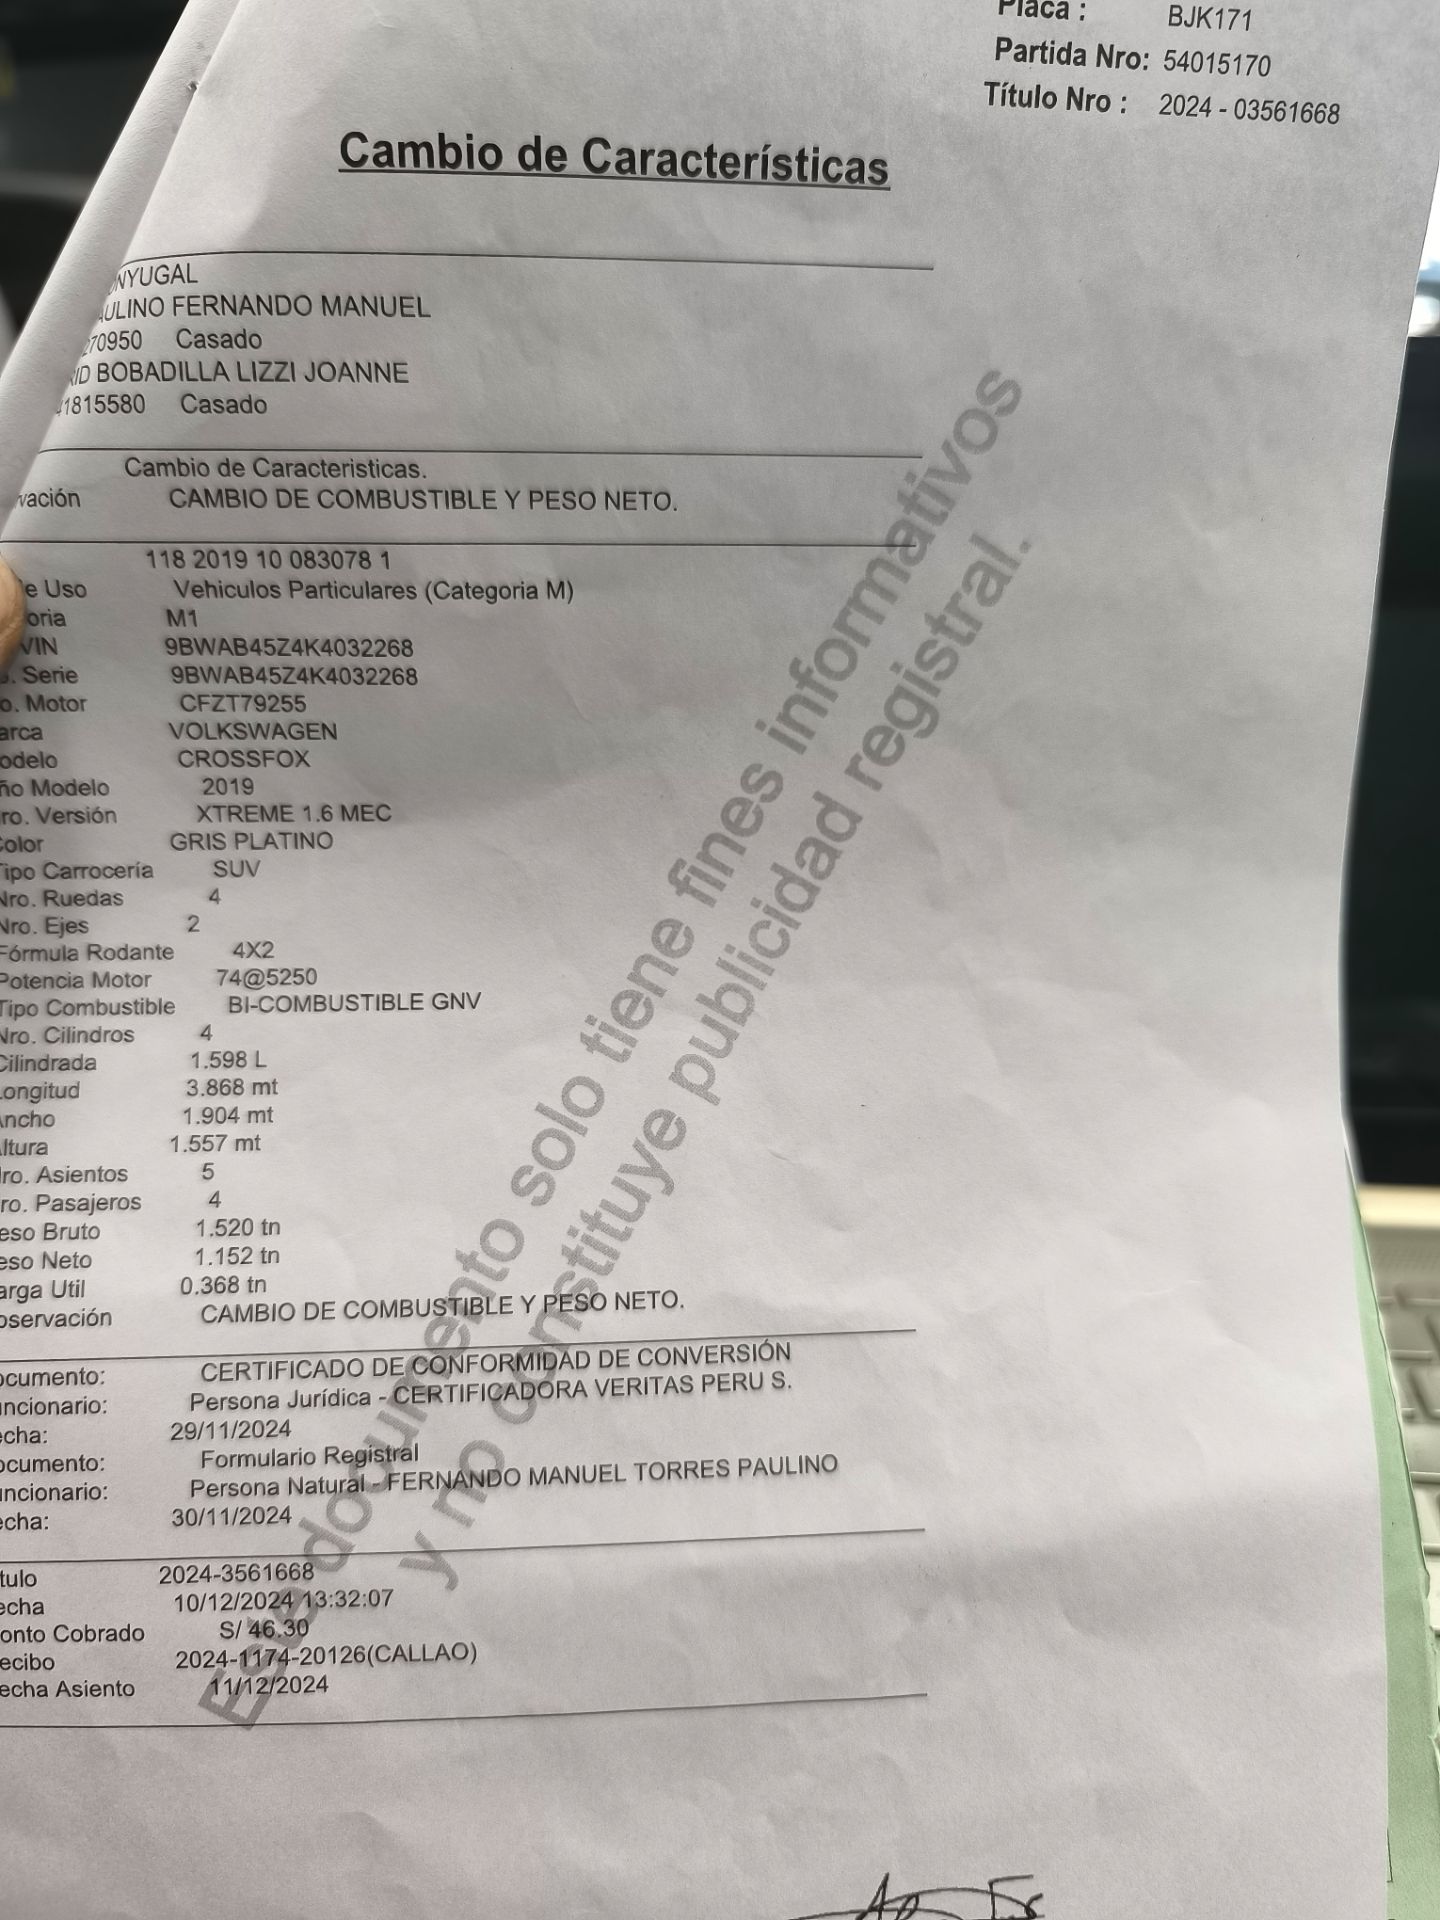 Placa : BJK171
Partida Nro: 54015170
Título Nro : 2024 - 03561668
Cambio de Características
NYUGAL
ULINO FERNANDO MANUEL
70950 Casado
ID BOBADILLA LIZZI JOANNE
1815580 Casado
Cambio de Caracteristicas.
vación CAMBIO DE COMBUSTIBLE Y PESO NETO.
118 2019 10 083078 1
e Uso Vehiculos Particulares (Categoria M)
oria M1
VIN 9BWAB45Z4K4032268
. Serie 9BWAB45Z4K4032268
o. Motor CFZT79255
arca VOLKSWAGEN
odelo CROSSFOX
ño Modelo 2019
ro. Versión XTREME 1.6 MEC
Color GRIS PLATINO
Tipo Carrocería SUV
Nro. Ruedas 4
Nro. Ejes 2
Fórmula Rodante 4X2
Potencia Motor 74@5250
Tipo Combustible BI-COMBUSTIBLE GNV
Nro. Cilindros 4
Cilindrada 1.598 L
Longitud 3.868 mt
Ancho 1.904 mt
ltura 1.557 mt
ro. Asientos 5
ro. Pasajeros 4
eso Bruto 1.520 tn
eso Neto 1.152 tn
arga Util 0.368 tn
bservación CAMBIO DE COMBUSTIBLE Y PESO NETO.
ocumento: CERTIFICADO DE CONFORMIDAD DE CONVERSIÓN
uncionario: Persona Jurídica - CERTIFICADORA VERITAS PERU S.
echa: 29/11/2024
ocumento: Formulario Registral
uncionario: Persona Natural - FERNANDO MANUEL TORRES PAULINO
echa: 30/11/2024
tulo 2024-3561668
echa 10/12/2024 13:32:07
onto Cobrado S/ 46.30
ecibo 2024-1174-20126(CALLAO)
echa Asiento 11/12/2024
Este documento solo tiene fines informativos
y no constituye publicidad registral.